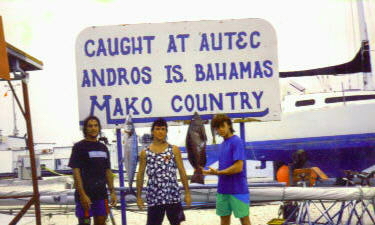 CAUGHT AT AUTEC
ANDROS IS. BAHAMAS
MAKO COUNTRY